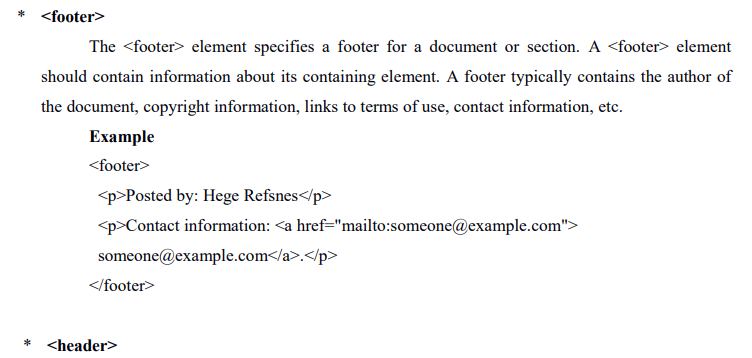 * <footer>
The <footer> element specifies a footer for a document or section. A <footer> element
should contain information about its containing element. A footer typically contains the author of
the document, copyright information, links to terms of use, contact information, etc.
Example
<footer>
<p>Posted by: Hege Refsnes</p>
<p>Contact information: <a href="mailto:someone@example.com">
someone@example.com</a>.</p>
</footer>
* <header>